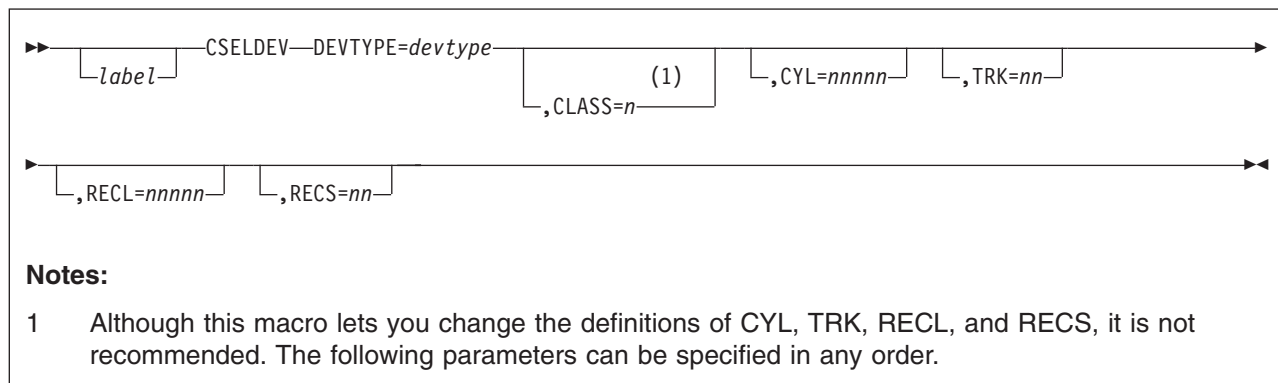 CSELDEV DEVTYPE=devtype
label
(1)
,CLASS=n
,CYL=nnnnn
,TRK=nn
,RECL=nnnnn
,RECS=nn
Notes:
1 Although this macro lets you change the definitions of CYL, TRK, RECL, and RECS, it is not
recommended. The following parameters can be specified in any order.